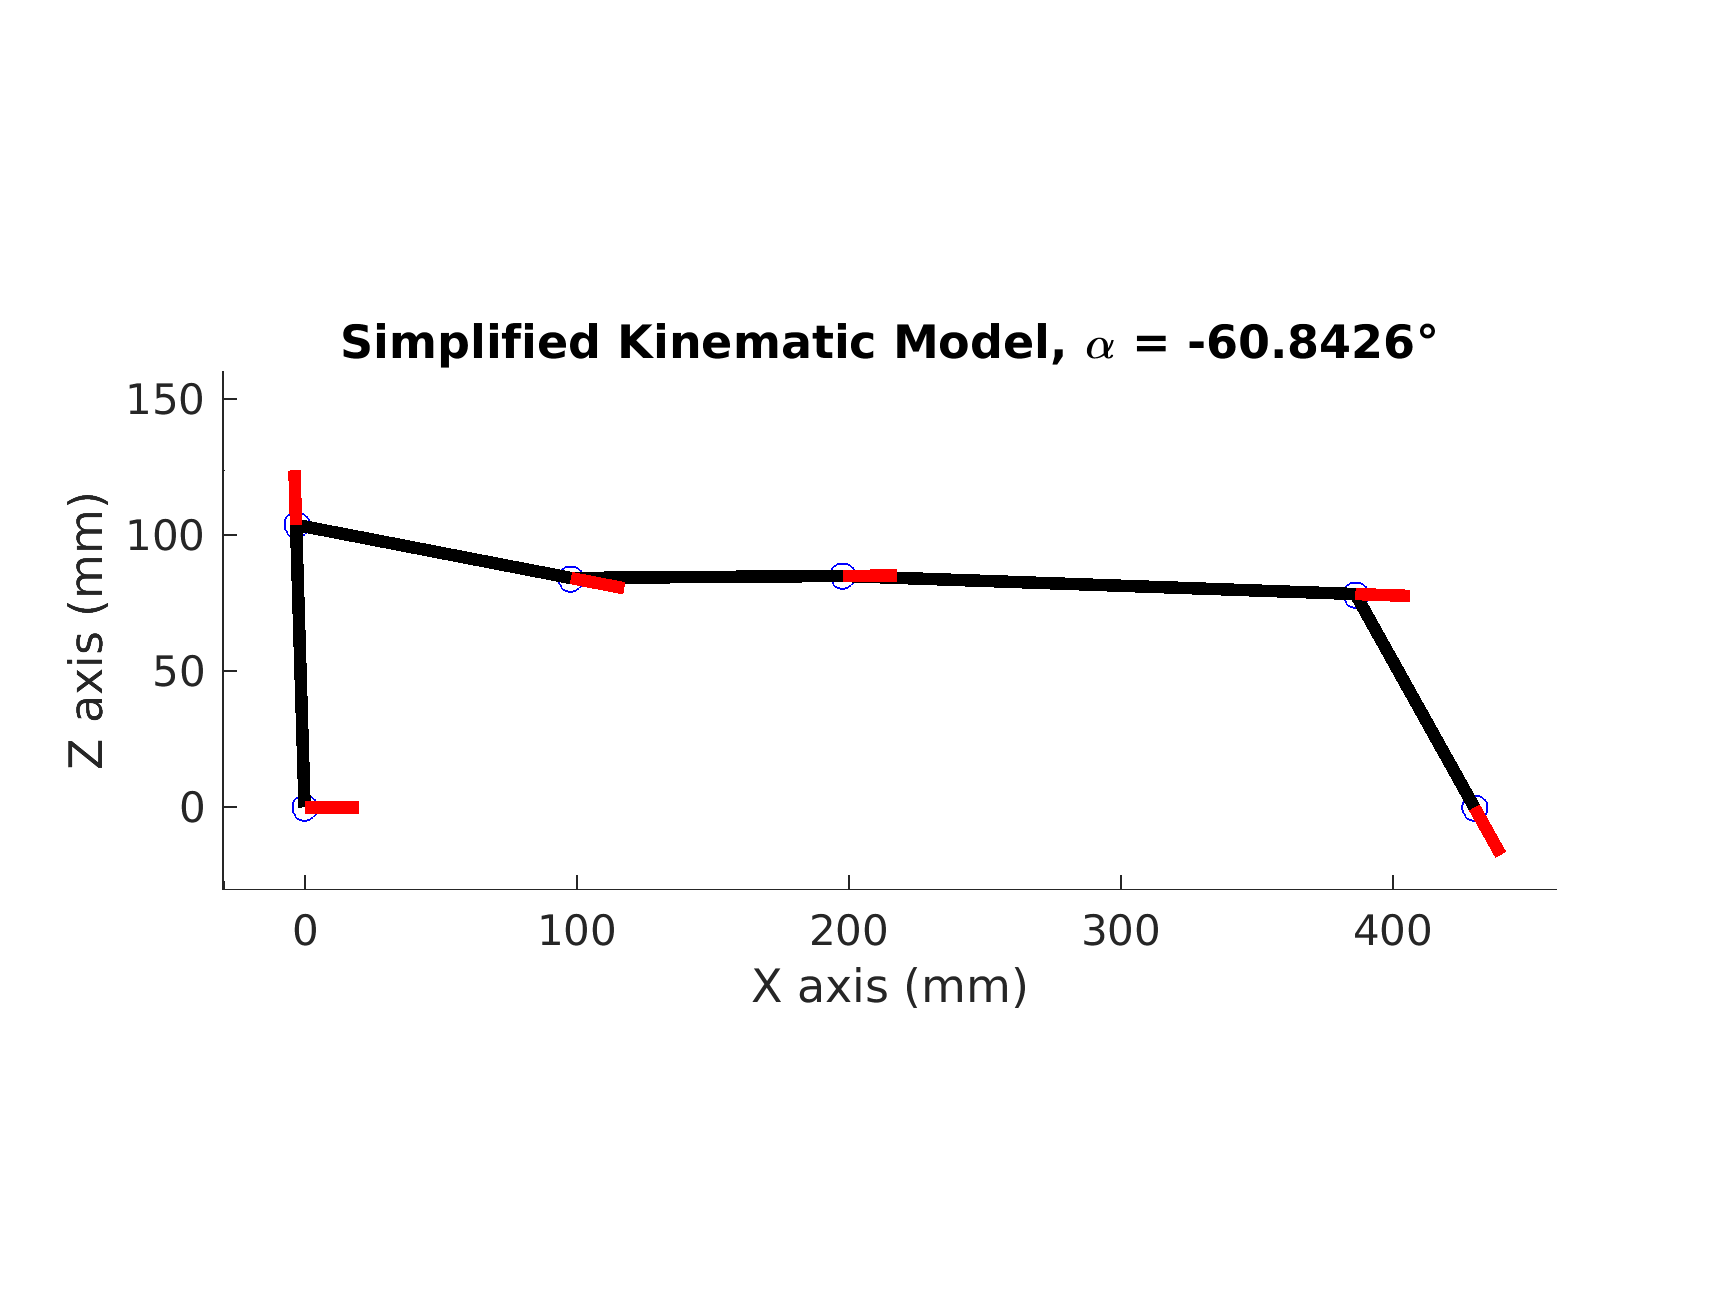 Simplified Kinematic Model, α = -60.8426°
150
100
50
0
Z axis (mm)
0 100 200 300 400
X axis (mm)